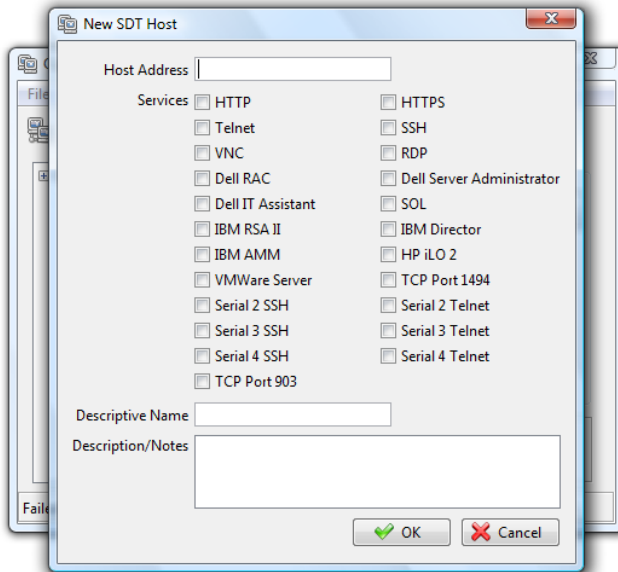 New SDT Host
File
Host Address
Services HTTP HTTPS
Telnet SSH
VNC RDP
Dell RAC Dell Server Administrator
Dell IT Assistant SOL
IBM RSA II IBM Director
IBM AMM HP iLO 2
VMWare Server TCP Port 1494
Serial 2 SSH Serial 2 Telnet
Serial 3 SSH Serial 3 Telnet
Serial 4 SSH Serial 4 Telnet
TCP Port 903
Descriptive Name
Description/Notes
OK Cancel